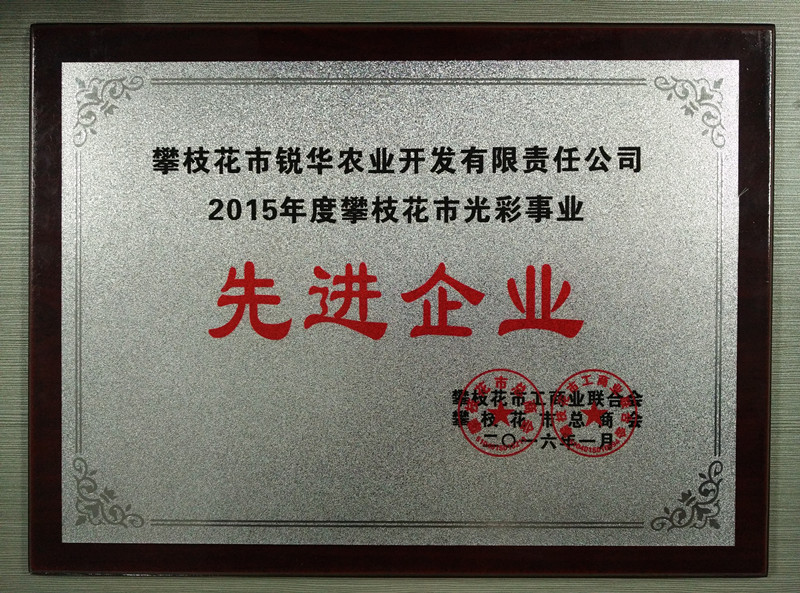 攀枝花市锐华农业开发有限责任公司
2015年度攀枝花市光彩事业
先进企业
攀枝花市工商业联合会
攀枝花市总商会
二〇一六年一月